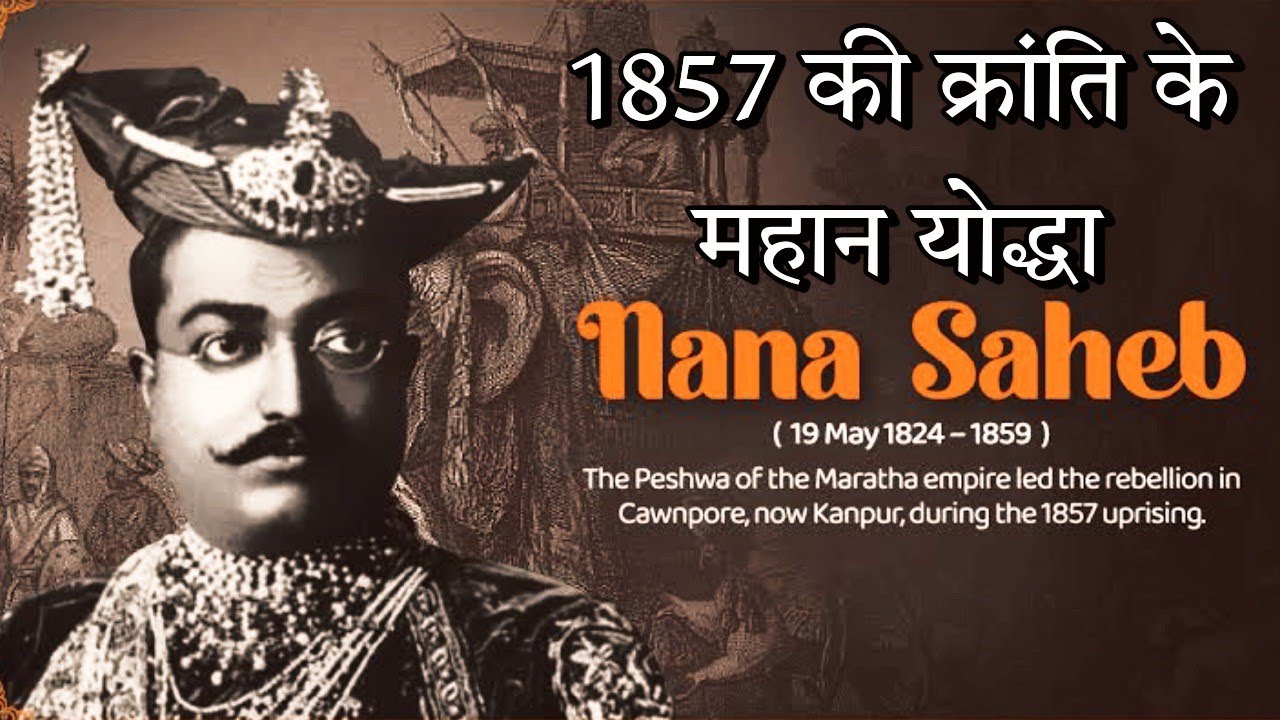 1857 की क्रांति के
महान योद्धा
Nana Saheb
( 19 May 1824 – 1859 )
The Peshwa of the Maratha empire led the rebellion in
Cawnpore, now Kanpur, during the 1857 uprising.